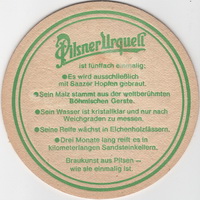 Pilsner Urquell
ist fünffach einmalig:
●Es wird ausschließlich
mit Saazer Hopfen gebraut.
●Sein Malz stammt aus der weltberühmten
Böhmischen Gerste.
●Sein Wasser ist kristallklar und nur nach
Weichgraden zu messen.
●Seine Reife wächst in Eichenholzfässern.
●Drei Monate lang reift es in
kilometerlangen Sandsteinkellern.
Braukunst aus Pilsen —
wie sie einmalig ist.